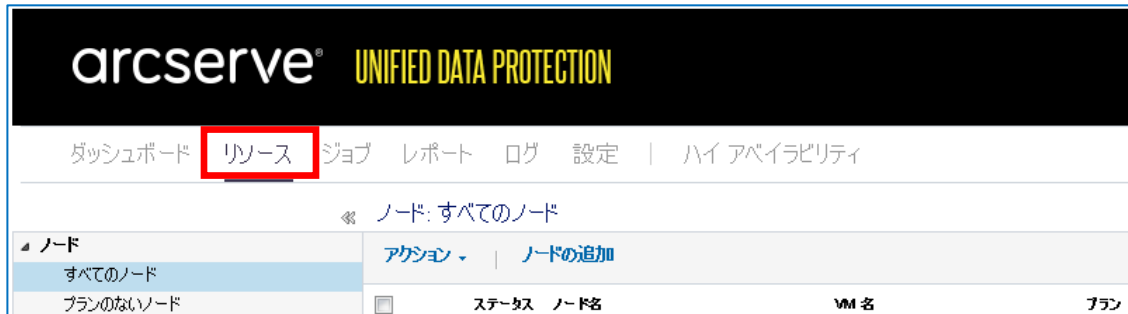 arcserve® UNIFIED DATA PROTECTION
ダッシュボード リソース ジョブ レポート ログ 設定 | ハイ アベイラビリティ
« ノード: すべてのノード
ノード
アクション | ノードの追加
すべてのノード
プランのないノード
ステータス ノード名 VM 名 プラン